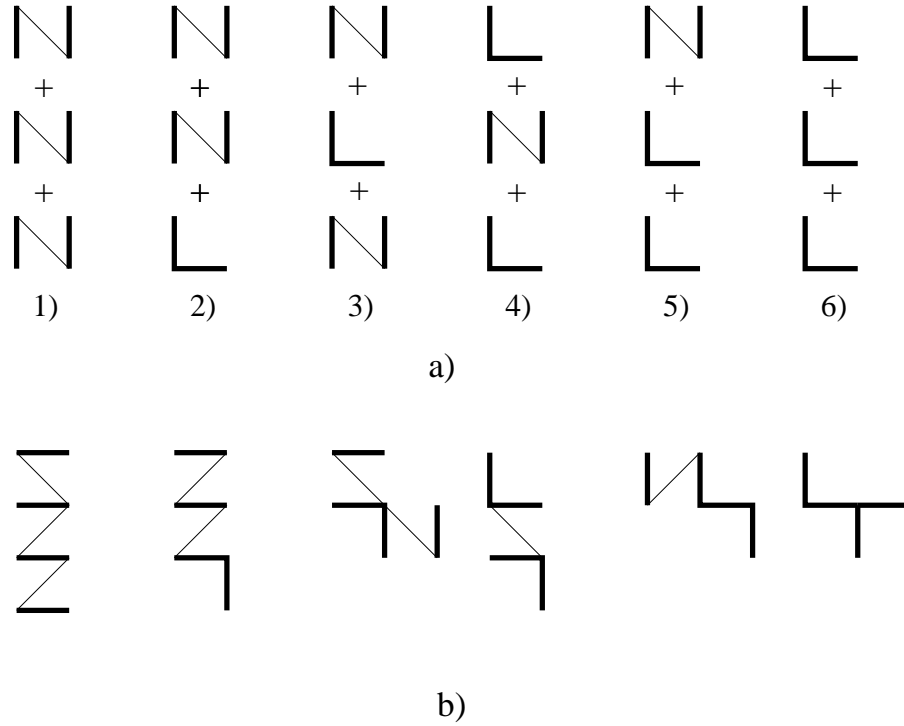 + + + + + +
+ + + + + +
1) 2) 3) 4) 5) 6)
a)
b)